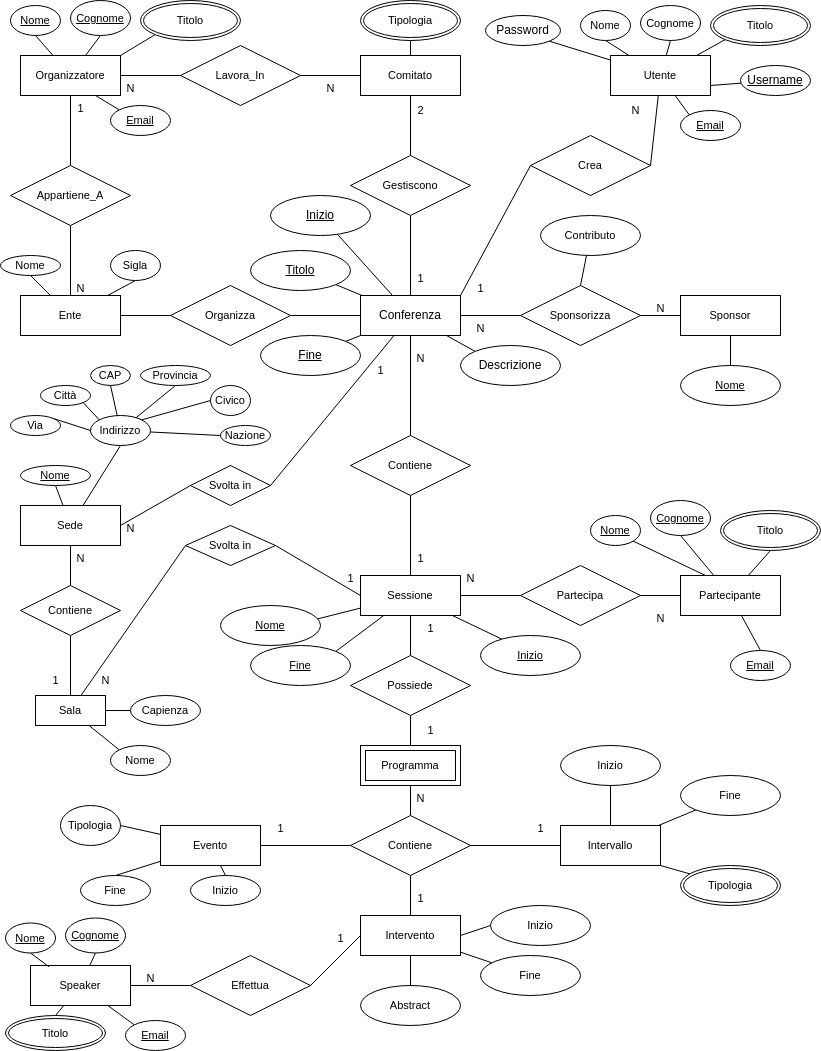 Nome
Cognome
Titolo
Tipologia
Password
Nome
Cognome
Titolo
Organizzatore
Lavora_In
Comitato
Utente
Username
N
N
1
Email
2
N
Email
Crea
Appartiene_A
Gestiscono
Inizio
Contributo
Nome
Sigla
Titolo
1
N
1
Ente
Organizza
Conferenza
Sponsorizza
N
Sponsor
N
Fine
Descrizione
N
1
CAP
Provincia
Nome
Città
Civico
Via
Indirizzo
Nazione
Contiene
Nome
Svolta in
Sede
N
Nome
Cognome
Titolo
Svolta in
N
1
1
N
Sessione
Partecipa
Partecipante
Contiene
N
Nome
1
Inizio
Fine
Email
1
N
Possiede
Sala
Capienza
1
Nome
Programma
Inizio
N
Fine
Tipologia
1
1
Evento
Contiene
Intervallo
Fine
Inizio
Tipologia
1
Nome
Cognome
1
Intervento
Inizio
N
Speaker
Effettua
Fine
Abstract
Titolo
Email